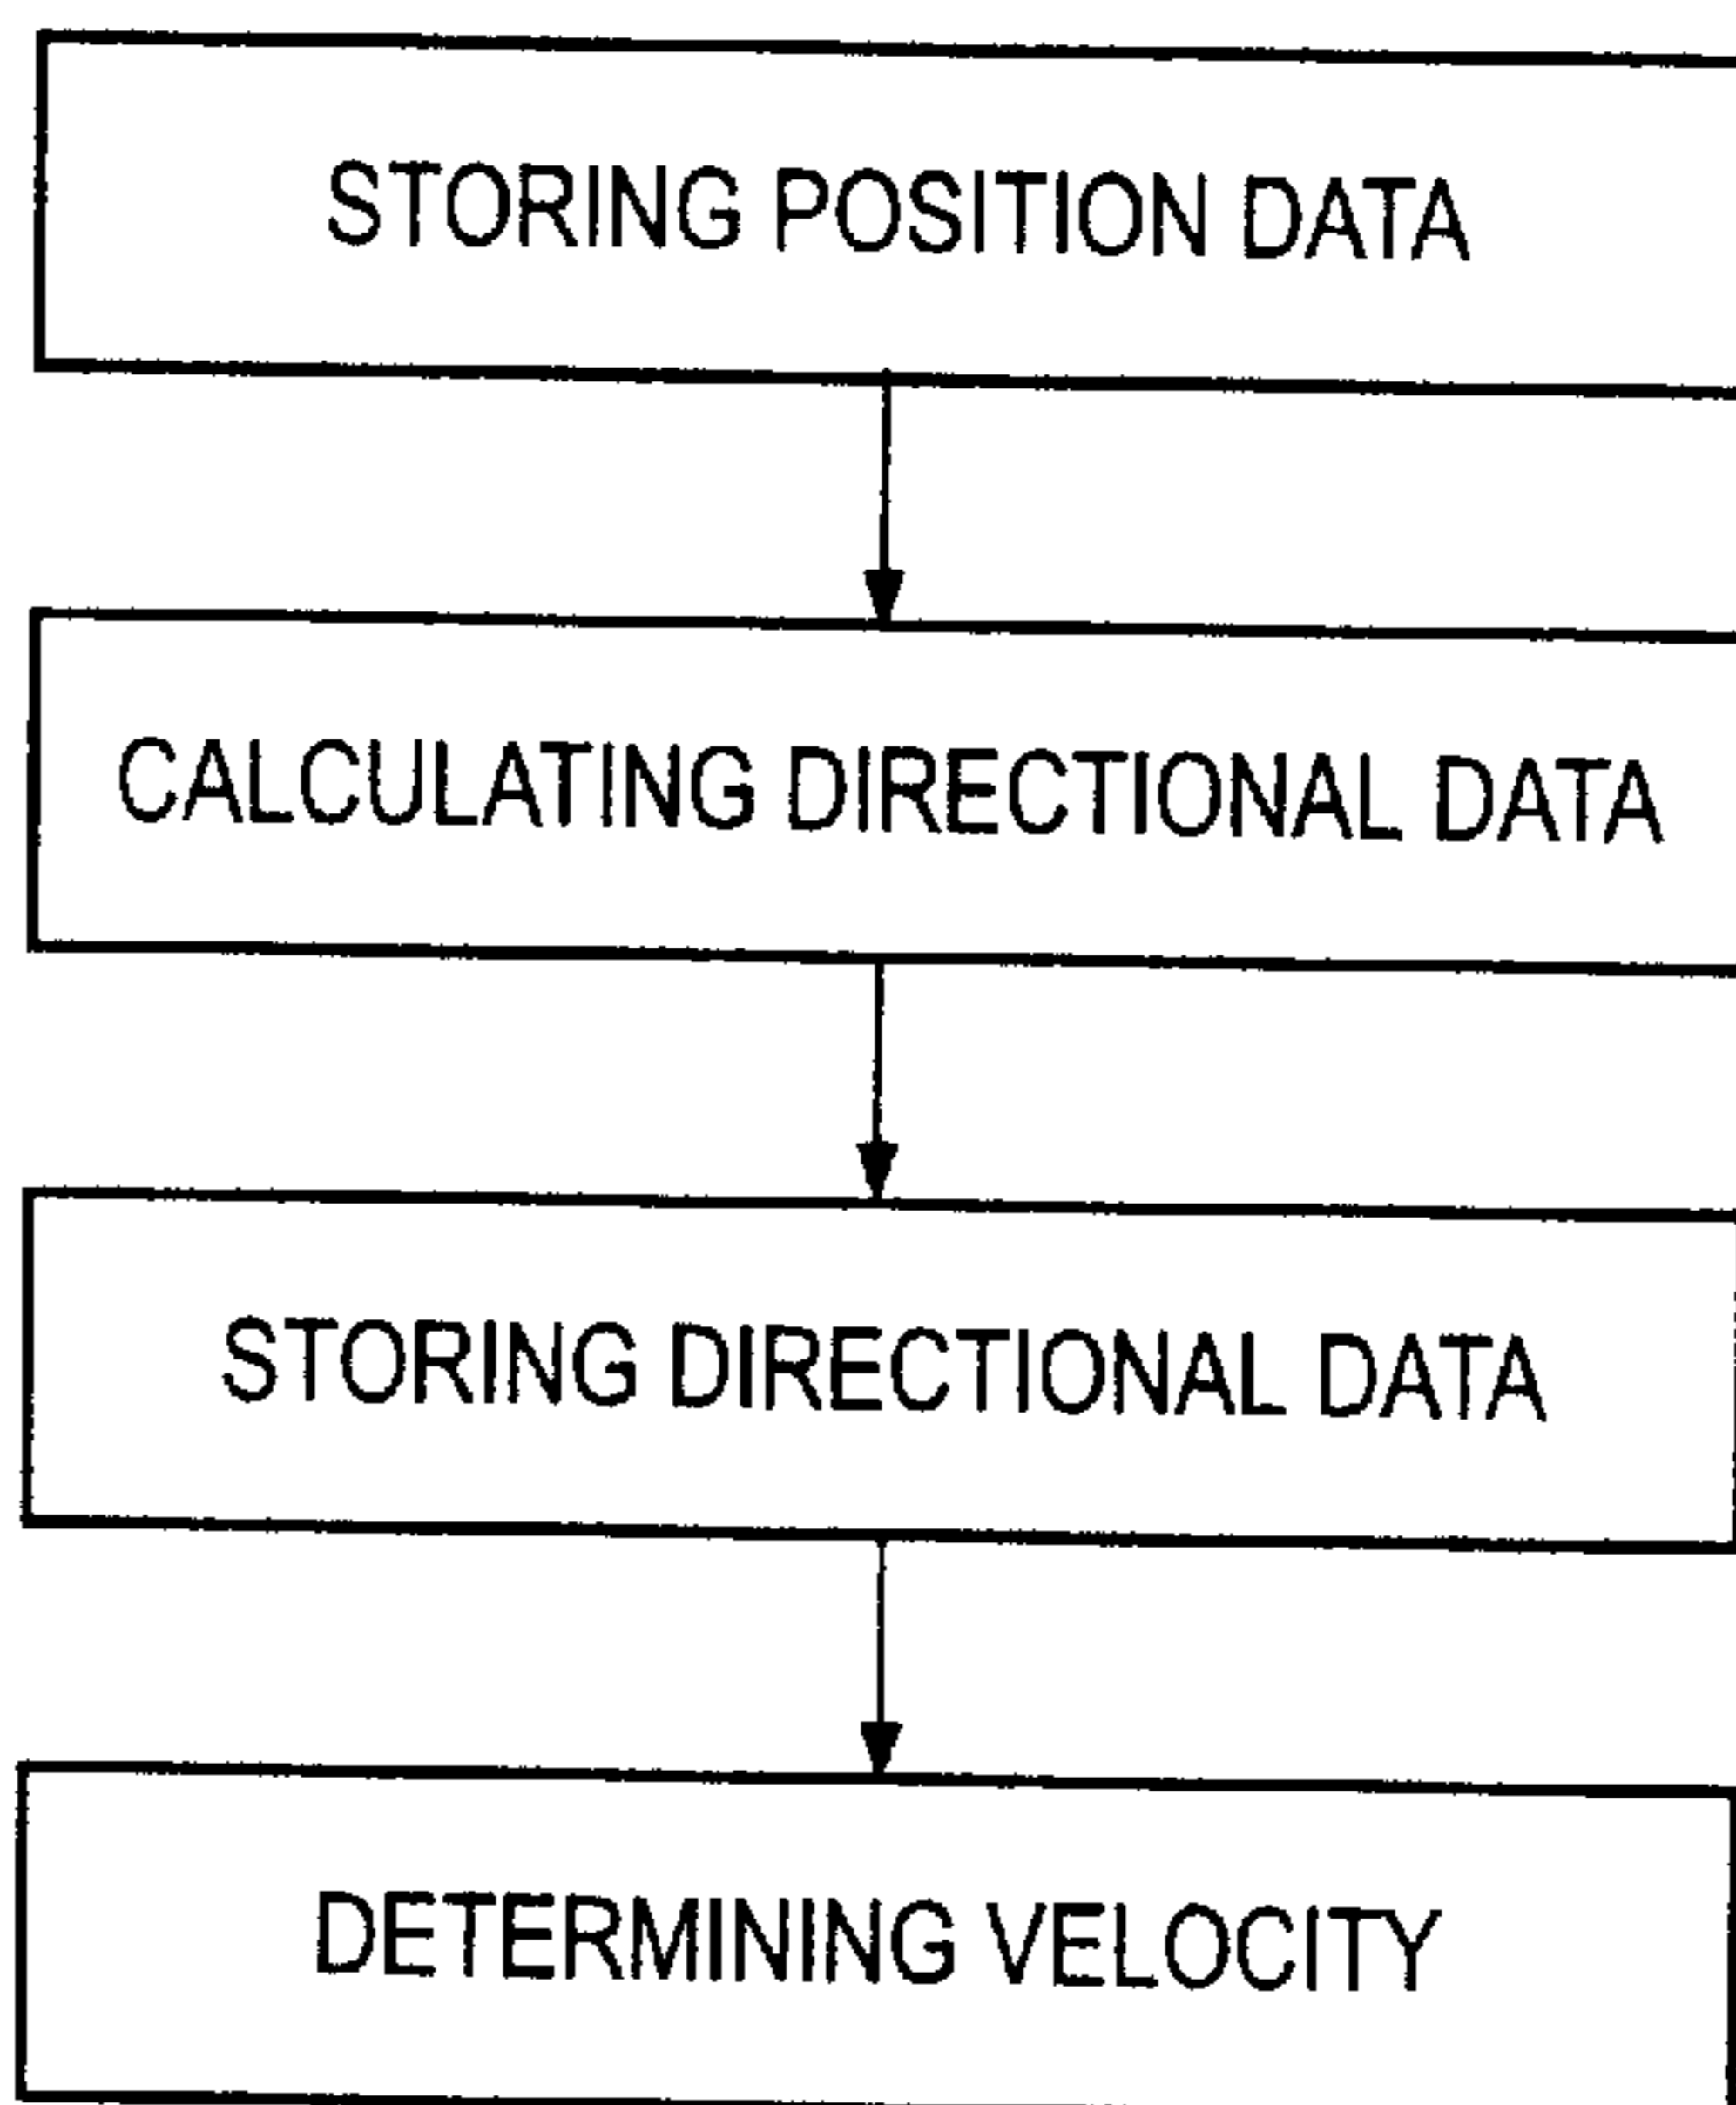 STORING POSITION DATA
CALCULATING DIRECTIONAL DATA
STORING DIRECTIONAL DATA
DETERMINING VELOCITY